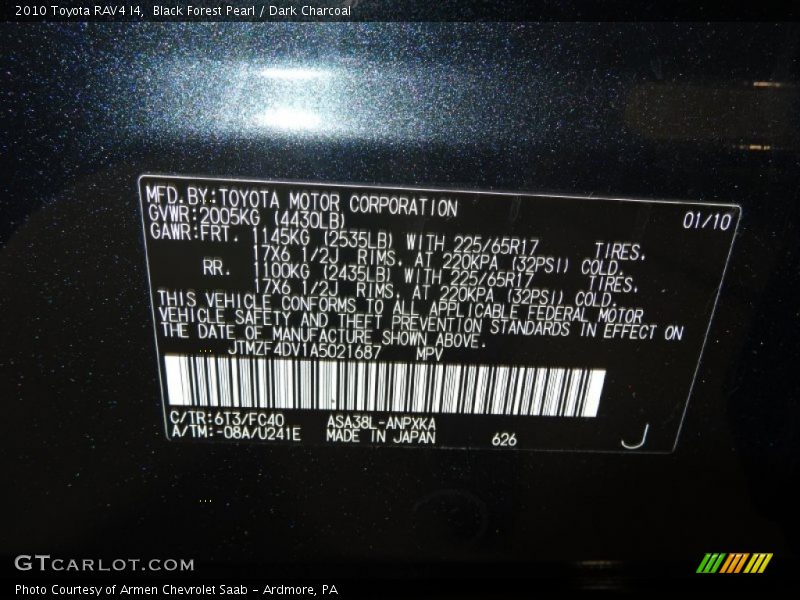 2010 Toyota RAV4 I4, Black Forest Pearl / Dark Charcoal
MFD. BY: TOYOTA MOTOR CORPORATION 01/10
GVWR: 2005KG (4430LB)
GAWR: FRT. 1145KG (2535LB) WITH 225/65R17 TIRES.
17X6 1/2J RIMS. AT 220KPA (32PSI) COLD.
RR. 1100KG (2435LB) WITH 225/65R17 TIRES.
17X6 1/2J RIMS. AT 220KPA (32PSI) COLD.
THIS VEHICLE CONFORMS TO ALL APPLICABLE FEDERAL MOTOR
VEHICLE SAFETY AND THEFT PREVENTION STANDARDS IN EFFECT ON
THE DATE OF MANUFACTURE SHOWN ABOVE.
JTMZF4DV1A5021687 MPV
C/TR: 6T3/FC40 ASA38L-ANPXKA
A/TM: -08A/U241E MADE IN JAPAN 626 J
GTCARLOT.COM
Photo Courtesy of Armen Chevrolet Saab - Ardmore, PA